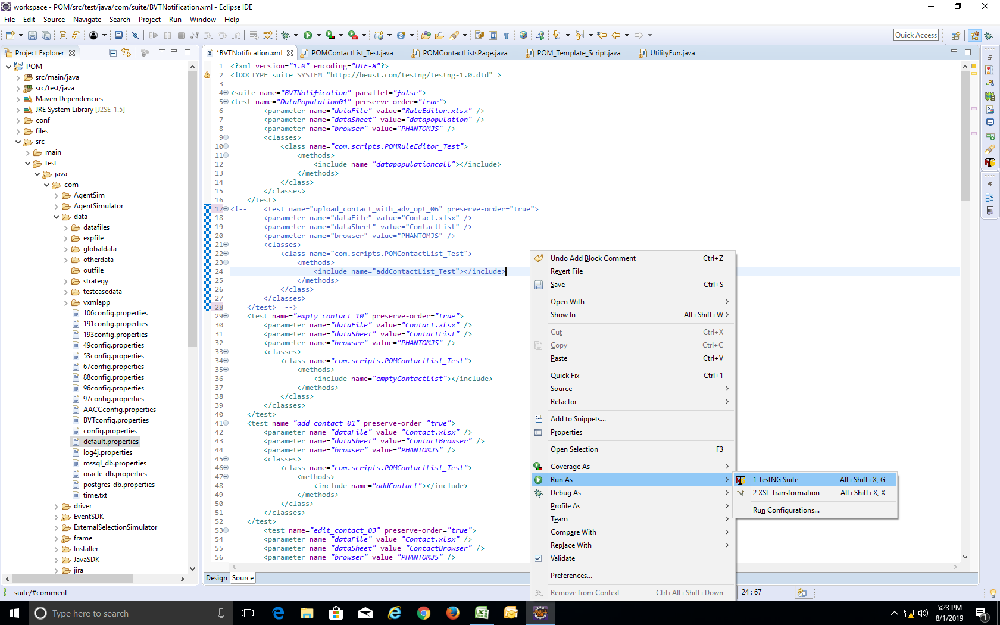 workspace - POM/src/test/java/com/suite/BVTNotification.xml - Eclipse IDE
File Edit Source Navigate Search Project Run Window Help
Quick Access
Project Explorer
*BVTNotification.xml POMContactList_Test.java POMContactListsPage.java POM_Template_Script.java UtilityFun.java
POM
src/main/java
src/test/java
Maven Dependencies
JRE System Library [J2SE-1.5]
conf
files
src
main
test
java
com
AgentSim
AgentSimulator
data
datafiles
expfile
globaldata
otherdata
outfile
strategy
testcasedata
vxmlapp
106config.properties
191config.properties
193config.properties
49config.properties
53config.properties
67config.properties
88config.properties
96config.properties
97config.properties
AACCconfig.properties
BVTconfig.properties
config.properties
default.properties
log4j.properties
mssql_db.properties
oracle_db.properties
postgres_db.properties
time.txt
driver
EventSDK
ExternalSelectionSimulator
frame
Installer
JavaSDK
jira
1 <?xml version="1.0" encoding="UTF-8"?>
2 <!DOCTYPE suite SYSTEM "http://beust.com/testng/testng-1.0.dtd" >
3
4 <suite name="BVTNotification" parallel="false">
5 <test name="DataPopulation01" preserve-order="true">
6 <parameter name="dataFile" value="RuleEditor.xlsx" />
7 <parameter name="dataSheet" value="datapopulation" />
8 <parameter name="browser" value="PHANTOMJS" />
9 <classes>
10 <class name="com.scripts.POMRuleEditor_Test">
11 <methods>
12 <include name="datapopulationcall"></include>
13 </methods>
14 </class>
15 </classes>
16 </test>
17 <!-- <test name="upload_contact_with_adv_opt_06" preserve-order="true">
18 <parameter name="dataFile" value="Contact.xlsx" />
19 <parameter name="dataSheet" value="ContactList" />
20 <parameter name="browser" value="PHANTOMJS" />
21 <classes>
22 <class name="com.scripts.POMContactList_Test">
23 <methods>
24 <include name="addContactList_Test"></include>
25 </methods>
26 </class>
27 </classes>
28 </test> -->
29 <test name="empty_contact_10" preserve-order="true">
30 <parameter name="dataFile" value="Contact.xlsx" />
31 <parameter name="dataSheet" value="ContactList" />
32 <parameter name="browser" value="PHANTOMJS" />
33 <classes>
34 <class name="com.scripts.POMContactList_Test">
35 <methods>
36 <include name="emptyContactList"></include>
37 </methods>
38 </class>
39 </classes>
40 </test>
41 <test name="add_contact_01" preserve-order="true">
42 <parameter name="dataFile" value="Contact.xlsx" />
43 <parameter name="dataSheet" value="ContactBrowser" />
44 <parameter name="browser" value="PHANTOMJS" />
45 <classes>
46 <class name="com.scripts.POMContactList_Test">
47 <methods>
48 <include name="addContact"></include>
49 </methods>
50 </class>
51 </classes>
52 </test>
53 <test name="edit_contact_03" preserve-order="true">
54 <parameter name="dataFile" value="Contact.xlsx" />
55 <parameter name="dataSheet" value="ContactBrowser" />
56 <parameter name="browser" value="PHANTOMJS" />
Design Source
Undo Add Block Comment Ctrl+Z
Revert File
Save Ctrl+S
Open With
Show In Alt+Shift+W
Cut Ctrl+X
Copy Ctrl+C
Paste Ctrl+V
Quick Fix Ctrl+1
Source
Refactor
Add to Snippets...
Properties
Open Selection F3
Coverage As
Run As
Debug As
Profile As
Team
Compare With
Replace With
Validate
Preferences...
Remove from Context Ctrl+Alt+Shift+Down
1 TestNG Suite Alt+Shift+X, G
2 XSL Transformation Alt+Shift+X, X
Run Configurations...
suite/#comment
24 : 67
Type here to search
5:23 PM
8/1/2019
1